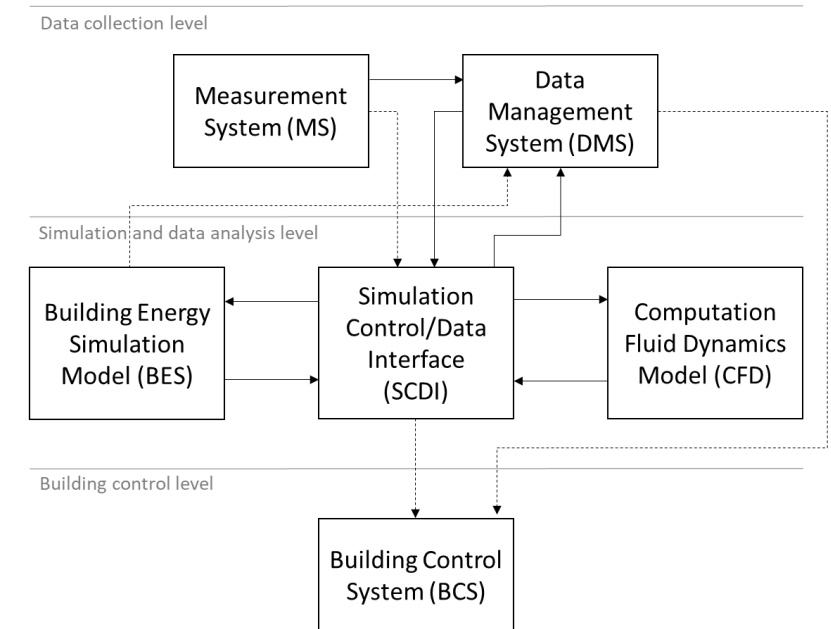 Data collection level
Measurement
System (MS)
Data
Management
System (DMS)
Simulation and data analysis level
Building Energy
Simulation
Model (BES)
Simulation
Control/Data
Interface
(SCDI)
Computation
Fluid Dynamics
Model (CFD)
Building control level
Building Control
System (BCS)